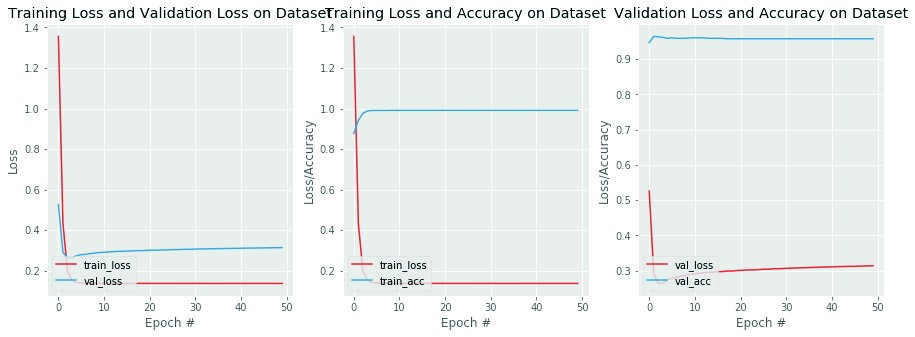 Training Loss and Validation Loss on Dataset
1.4
1.2
1.0
0.8
0.6
0.4
0.2
Loss
train_loss
val_loss
0 10 20 30 40 50
Epoch #
Training Loss and Accuracy on Dataset
1.4
1.2
1.0
0.8
0.6
0.4
0.2
Loss/Accuracy
train_loss
train_acc
0 10 20 30 40 50
Epoch #
Validation Loss and Accuracy on Dataset
0.9
0.8
0.7
0.6
0.5
0.4
0.3
Loss/Accuracy
val_loss
val_acc
0 10 20 30 40 50
Epoch #